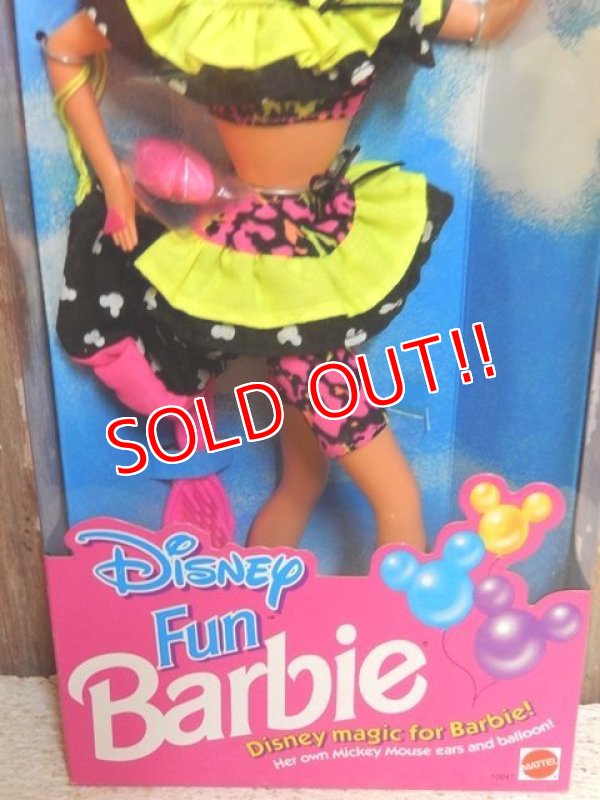 SOLD OUT!!
Disney
Fun
Barbie
Disney magic for Barbie!
Her own Mickey Mouse ears and balloon!
MATTEL